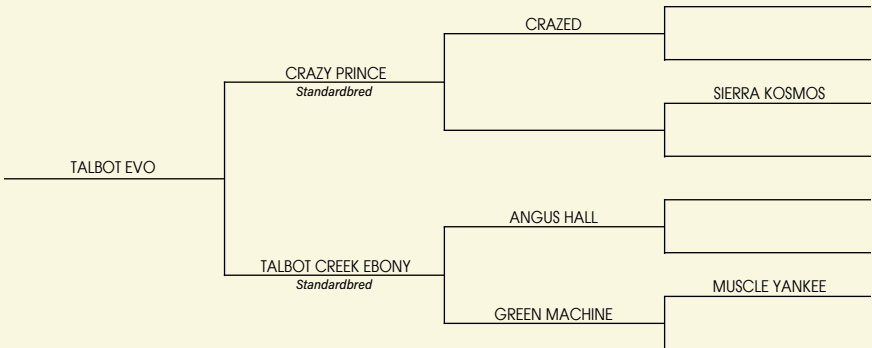 CRAZED
CRAZY PRINCE
Standardbred
SIERRA KOSMOS
TALBOT EVO
ANGUS HALL
TALBOT CREEK EBONY
Standardbred
MUSCLE YANKEE
GREEN MACHINE